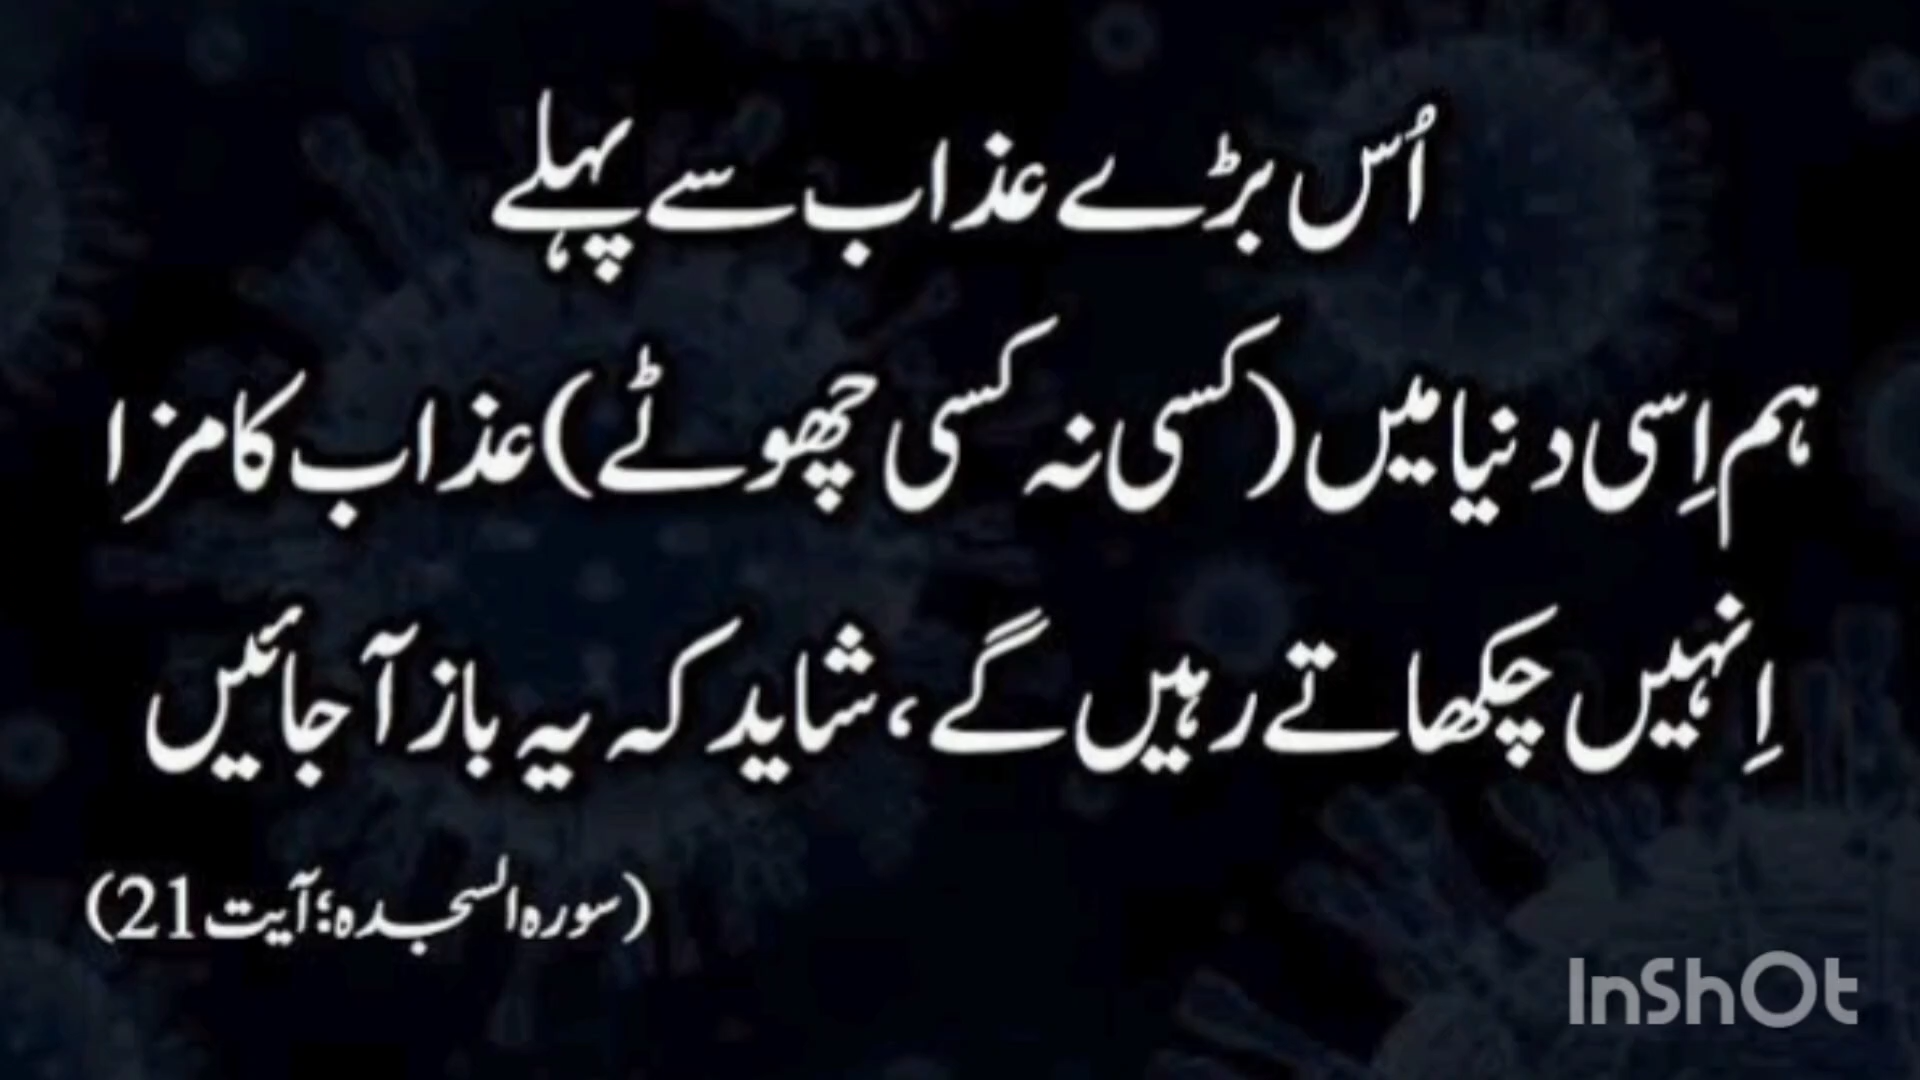 اُس بڑے عذاب سے پہلے
ہم اِسی دنیا میں (کسی نہ کسی چھوٹے) عذاب کا مزا
اِنہیں چکھاتے رہیں گے، شاید کہ یہ باز آ جائیں
(سورہ السجدہ؛ آیت 21)
InShOt